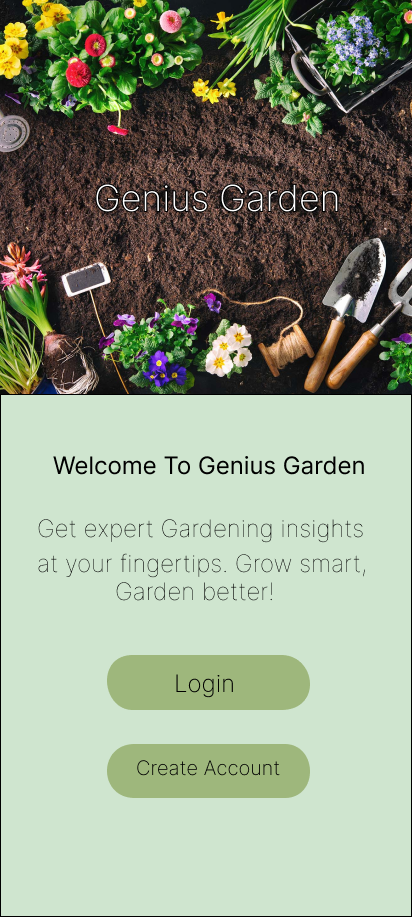 Genius Garden
Welcome To Genius Garden
Get expert Gardening insights
at your fingertips. Grow smart,
Garden better!
Login
Create Account